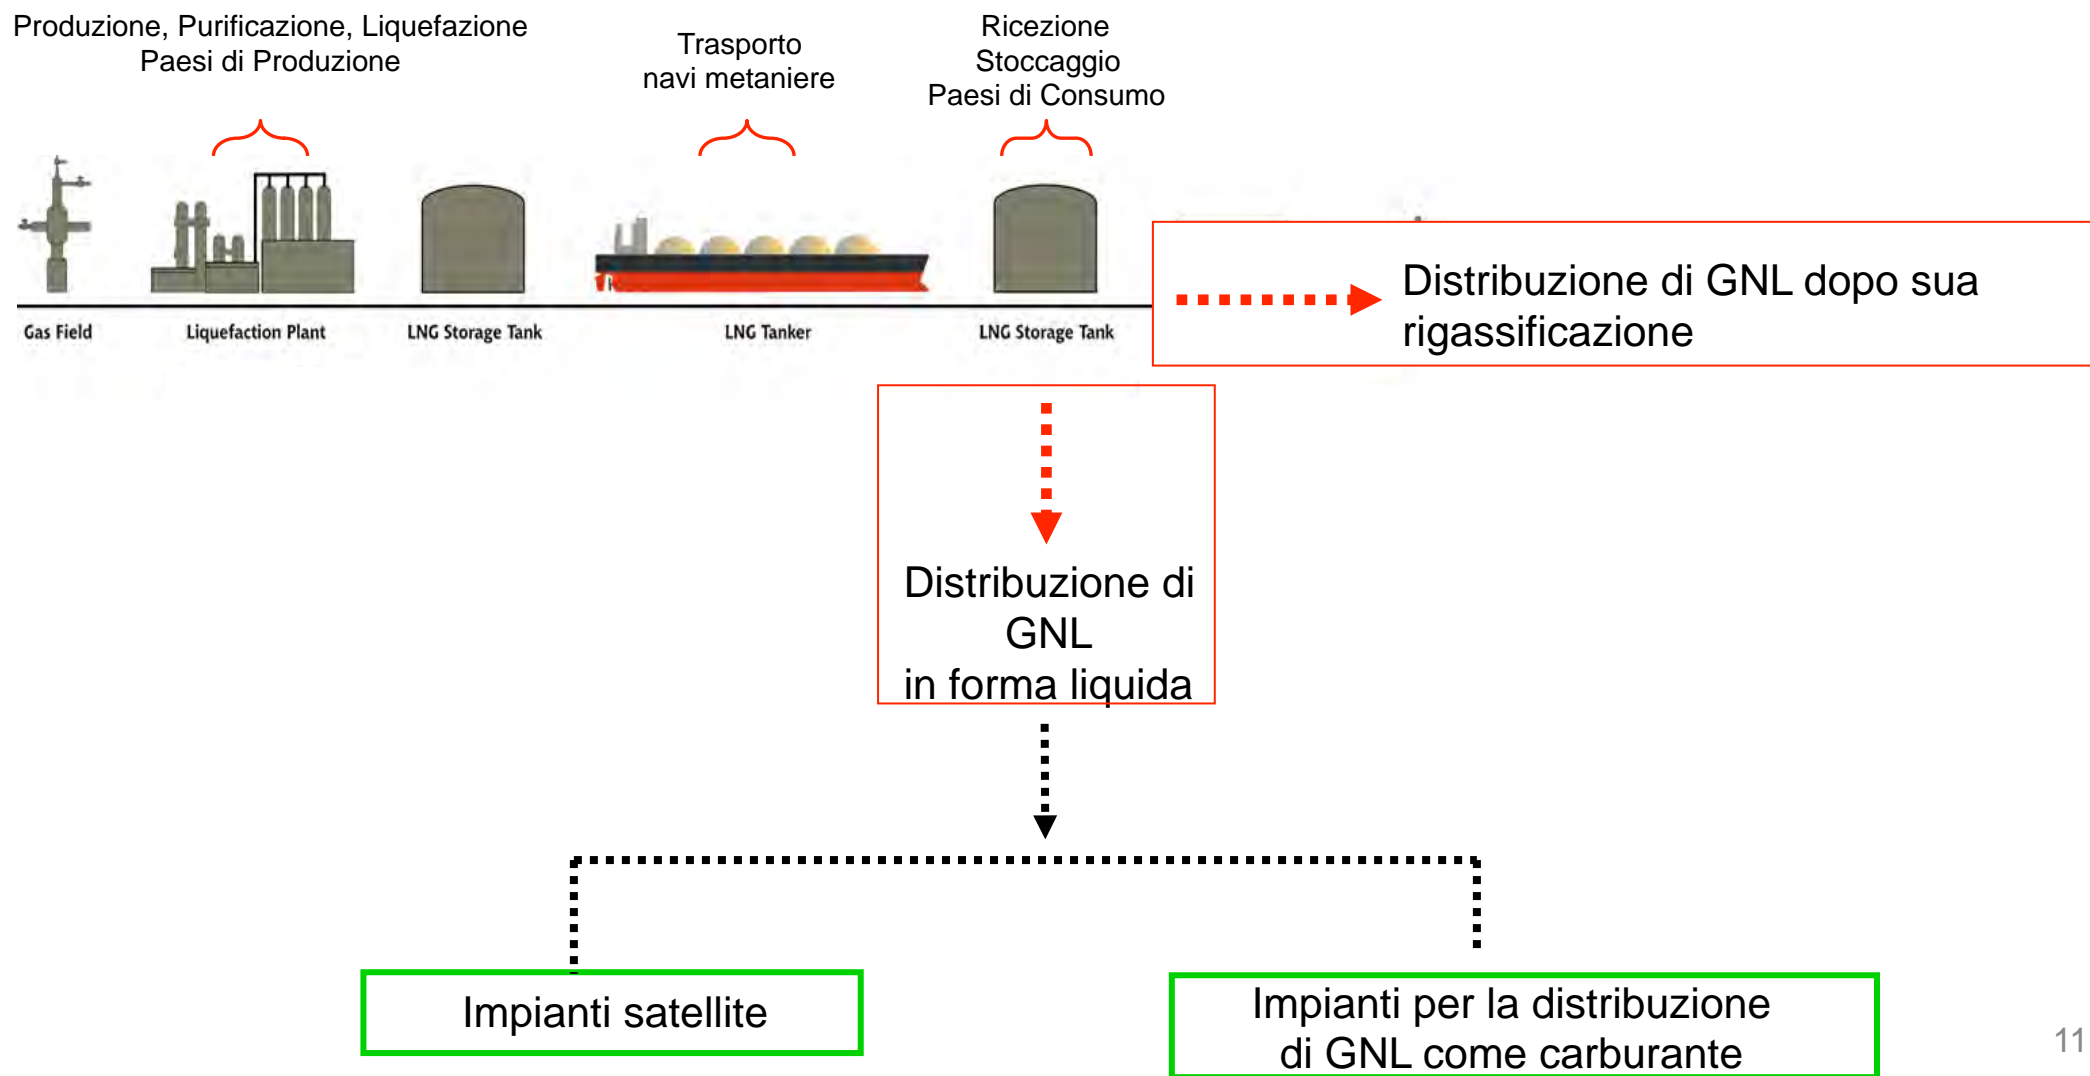 Produzione, Purificazione, Liquefazione
Paesi di Produzione
Trasporto
navi metaniere
Ricezione
Stoccaggio
Paesi di Consumo
Gas Field
Liquefaction Plant
LNG Storage Tank
LNG Tanker
LNG Storage Tank
Distribuzione di GNL dopo sua
rigassificazione
Distribuzione di
GNL
in forma liquida
Impianti satellite
Impianti per la distribuzione
di GNL come carburante
11